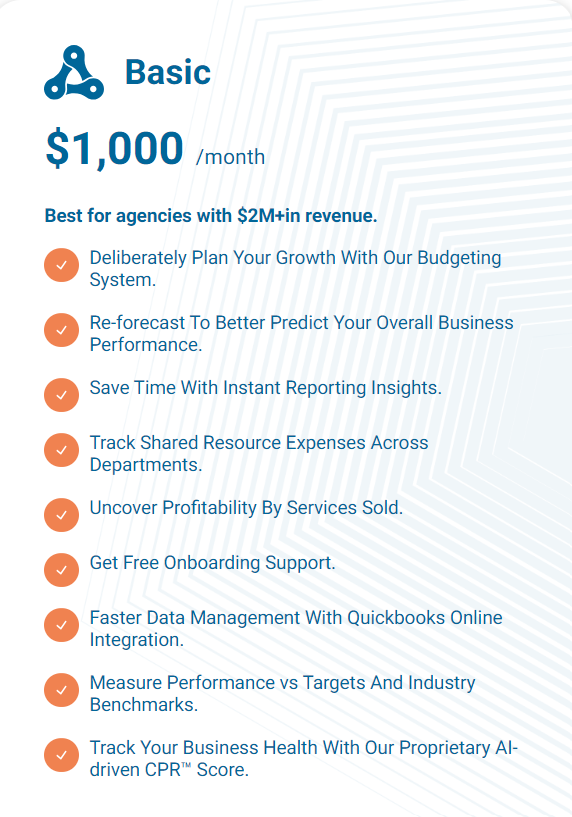 Basic
$1,000 /month
Best for agencies with $2M+in revenue.
Deliberately Plan Your Growth With Our Budgeting
System.
Re-forecast To Better Predict Your Overall Business
Performance.
Save Time With Instant Reporting Insights.
Track Shared Resource Expenses Across
Departments.
Uncover Profitability By Services Sold.
Get Free Onboarding Support.
Faster Data Management With Quickbooks Online
Integration.
Measure Performance vs Targets And Industry
Benchmarks.
Track Your Business Health With Our Proprietary AI-
driven CPR™ Score.